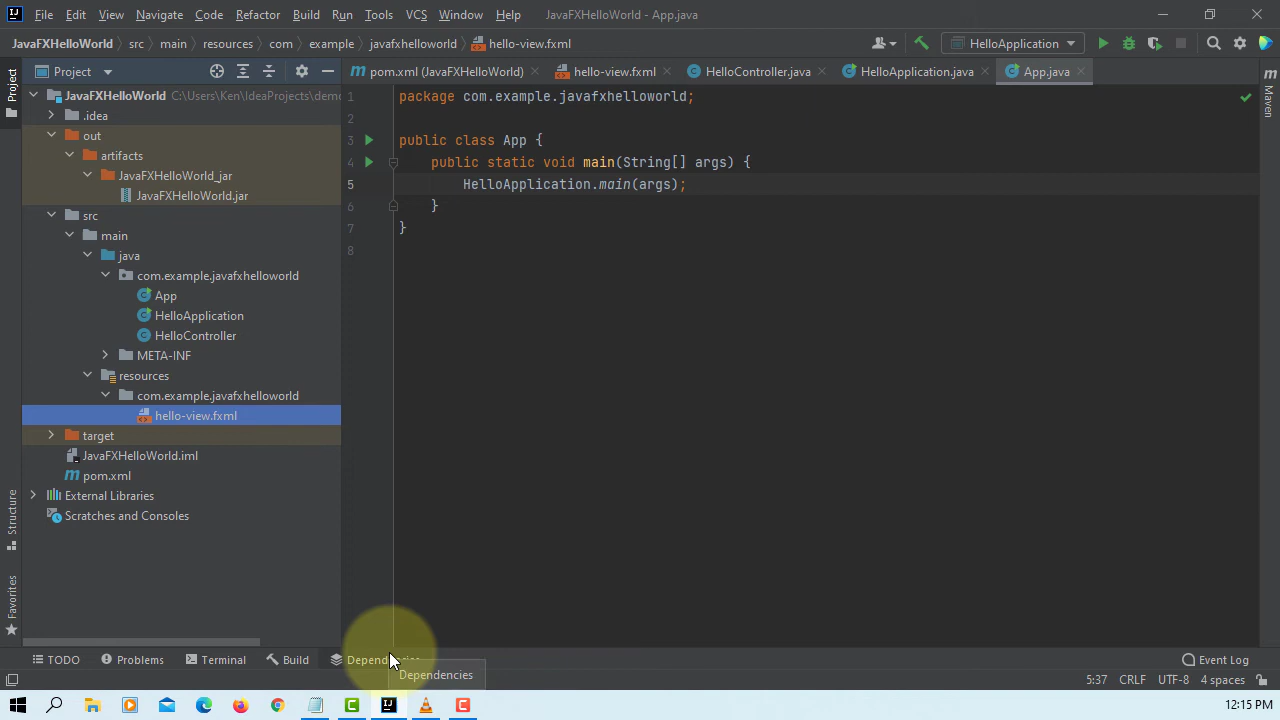 File Edit View Navigate Code Refactor Build Run Tools VCS Window Help JavaFXHelloWorld - App.java
JavaFXHelloWorld src main resources com example javafxhelloworld hello-view.fxml HelloApplication
Project
Project
pom.xml (JavaFXHelloWorld) hello-view.fxml HelloController.java HelloApplication.java App.java
Maven
JavaFXHelloWorld C:\Users\Ken\IdeaProjects\demo
.idea
out
artifacts
JavaFXHelloWorld_jar
JavaFXHelloWorld.jar
src
main
java
com.example.javafxhelloworld
App
HelloApplication
HelloController
META-INF
resources
com.example.javafxhelloworld
hello-view.fxml
target
JavaFXHelloWorld.iml
pom.xml
External Libraries
Scratches and Consoles
Structure
Favorites
1 package com.example.javafxhelloworld;
2
3 public class App {
4 public static void main(String[] args) {
5 HelloApplication.main(args);
6 }
7 }
8
TODO Problems Terminal Build Dependencies Event Log
Dependencies
5:37 CRLF UTF-8 4 spaces
12:15 PM